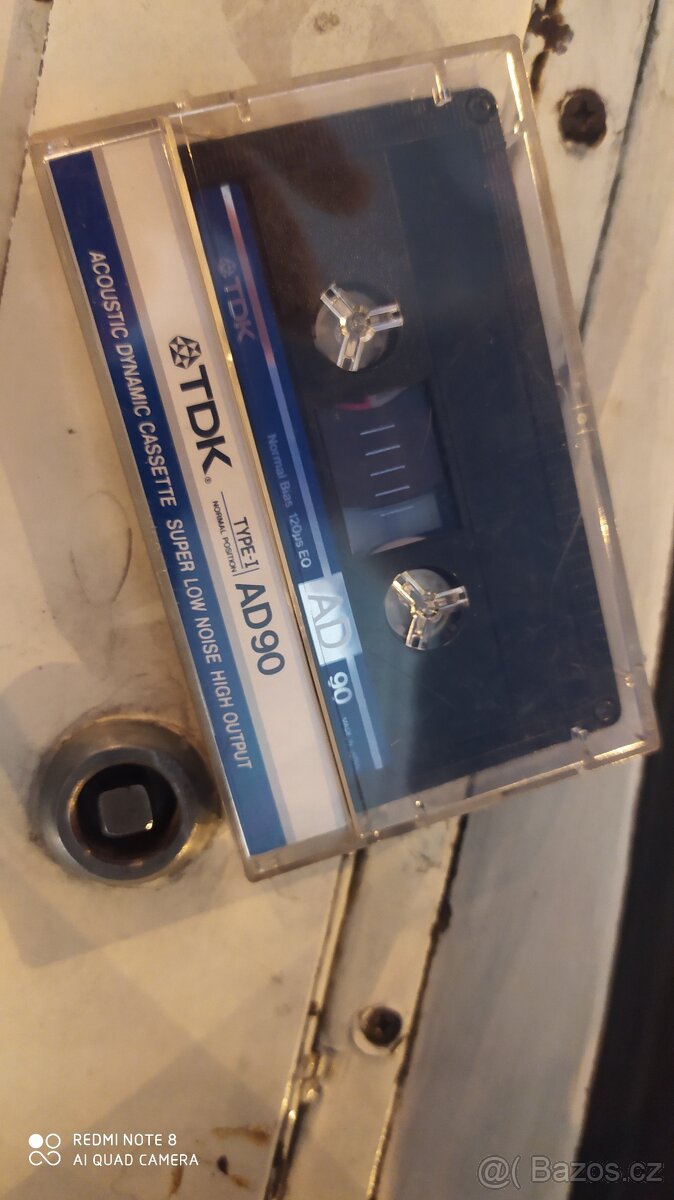 ACOUSTIC DYNAMIC CASSETTE SUPER LOW NOISE HIGH OUTPUT
TDK®
TYPE-I
NORMAL POSITION
AD90
TDK
Normal Bias 120µs EQ
AD
90
REDMI NOTE 8
AI QUAD CAMERA
@( Bazos.cz